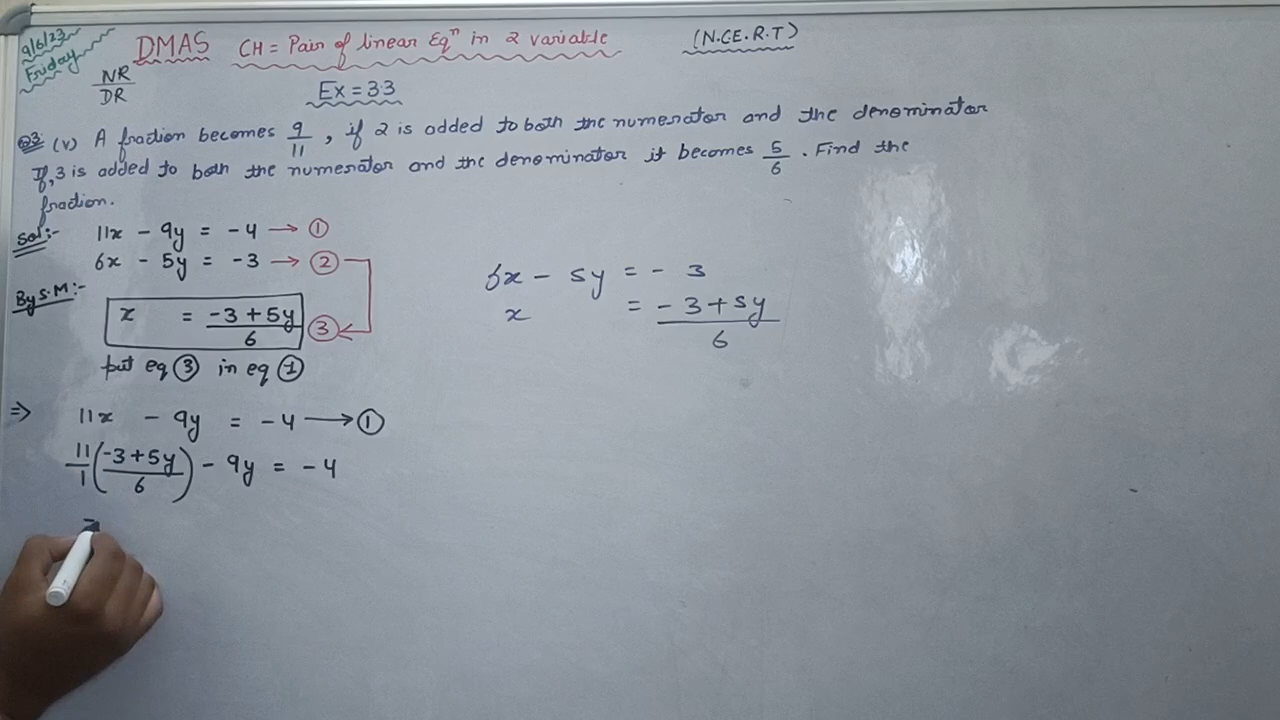 9/6/23
Friday
DMAS CH = Pair of linear Eqⁿ in 2 variable (N.C.E.R.T)
NR
DR
Ex = 3.3
Q3 (v) A fraction becomes 9/11, if 2 is added to both the numerator and the denominator
If, 3 is added to both the numerator and the denominator it becomes 5/6. Find the
fraction.
Sol:- 11x - 9y = -4 → ①
6x - 5y = -3 → ②
By S.M:-
x = (-3 + 5y)/6 ③
put eq ③ in eq ①
⇒ 11x - 9y = -4 → ①
11/1 ((-3 + 5y)/6) - 9y = -4
6x - 5y = - 3
x = (- 3 + 5y)/6